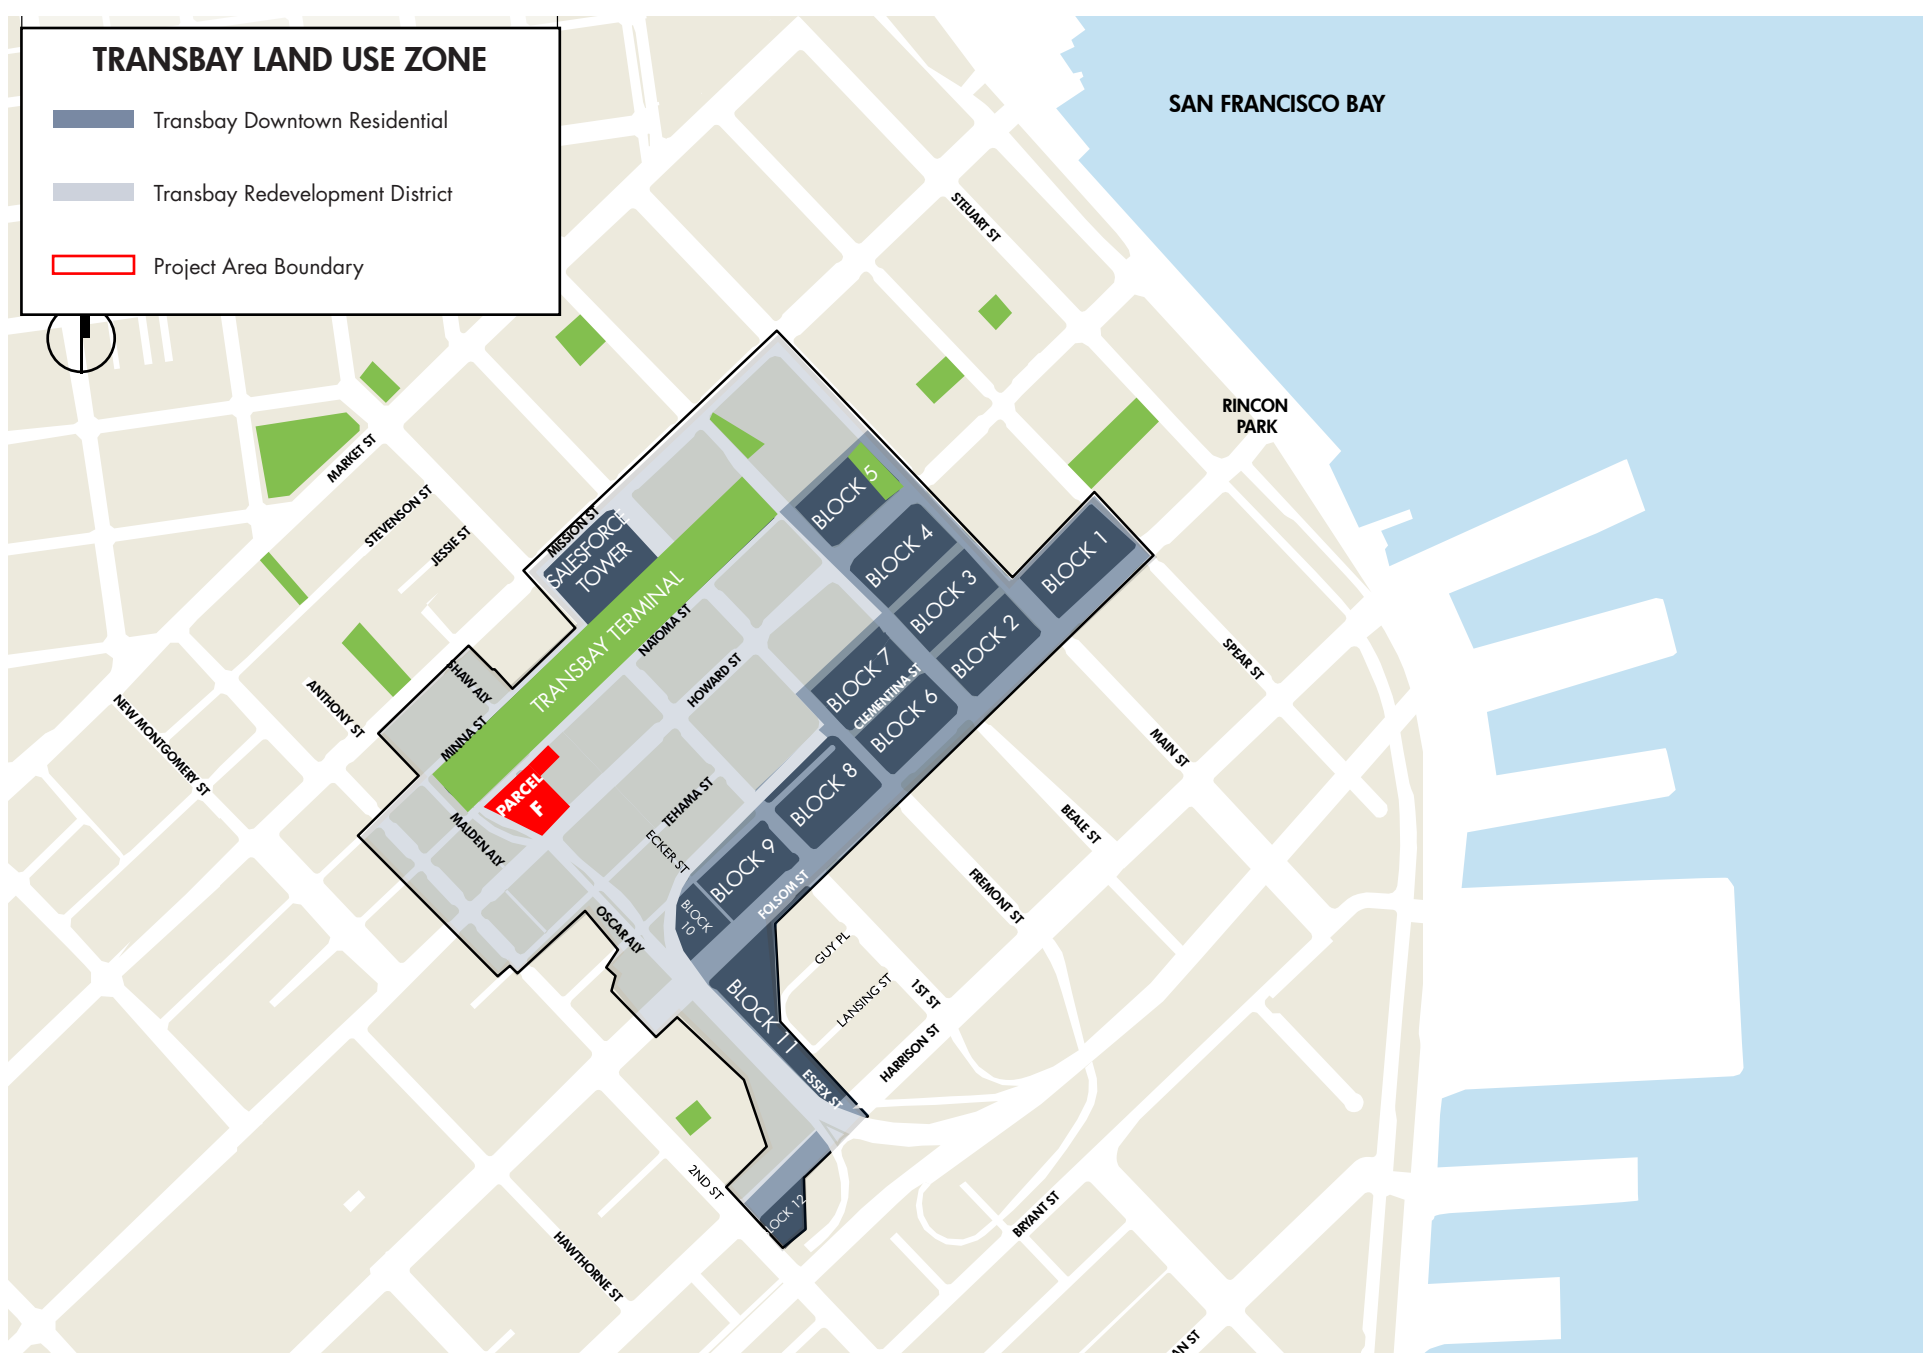 TRANSBAY LAND USE ZONE
Transbay Downtown Residential
Transbay Redevelopment District
Project Area Boundary
SAN FRANCISCO BAY
STEUART ST
RINCON
PARK
MARKET ST
STEVENSON ST
JESSIE ST
MISSION ST
SALESFORCE
TOWER
BLOCK 5
BLOCK 4
BLOCK 3
BLOCK 2
BLOCK 1
TRANSBAY TERMINAL
NATOMA ST
HOWARD ST
BLOCK 7
CLEMENTINA ST
BLOCK 6
SPEAR ST
SHAW ALY
MINNA ST
ANTHONY ST
NEW MONTGOMERY ST
MAIN ST
PARCEL
F
MALDEN ALY
TEHAMA ST
ECKER ST
BLOCK 8
BLOCK 9
BLOCK
10
FOLSOM ST
BEALE ST
FREMONT ST
OSCAR ALY
GUY PL
LANSING ST
1ST ST
HARRISON ST
BLOCK 11
ESSEX ST
2ND ST
LOCK 12
BRYANT ST
HAWTHORNE ST
AN ST